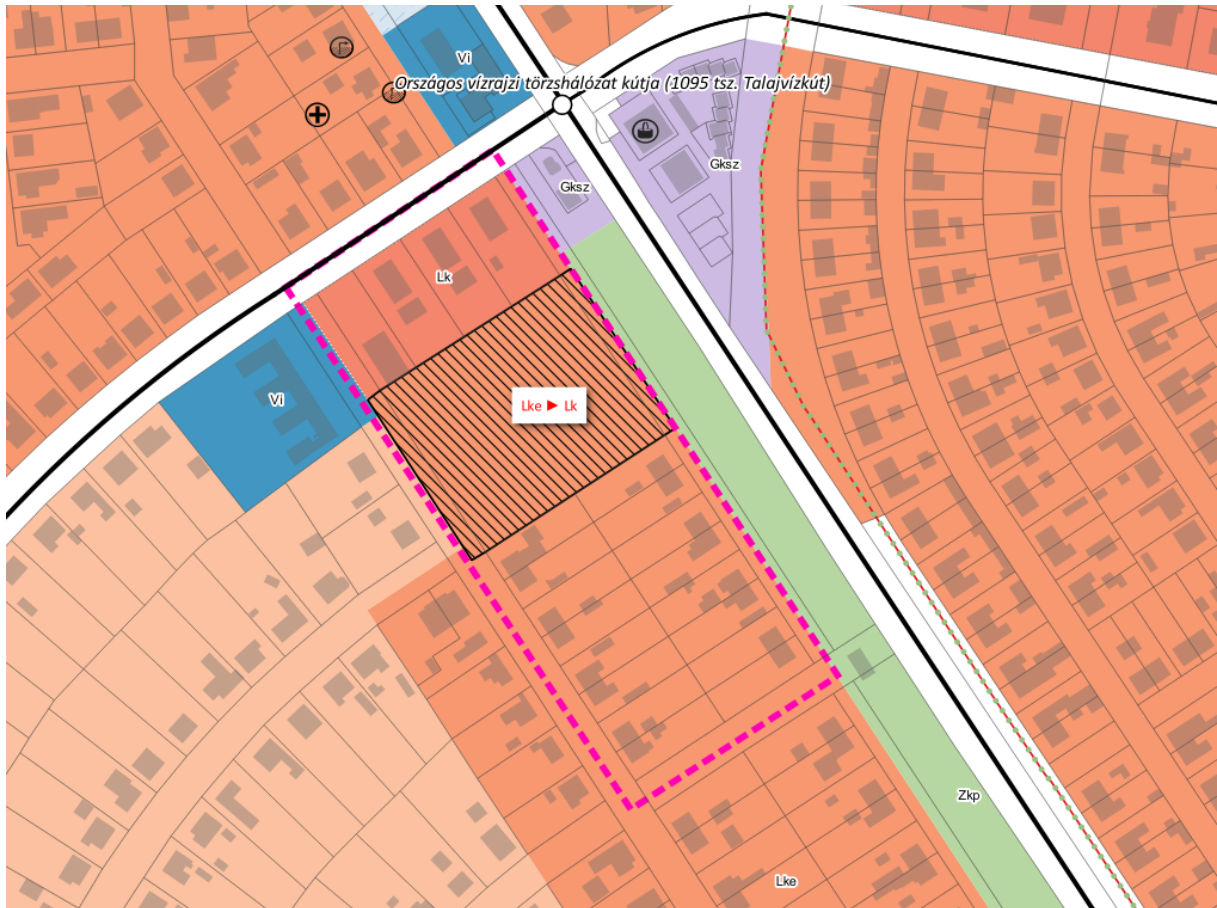 Vi
Országos vízrajzi törzshálózat kútja (1095 tsz. Talajvízkút)
Gksz
Gksz
Lk
Vi
Lke ► Lk
Zkp
Lke